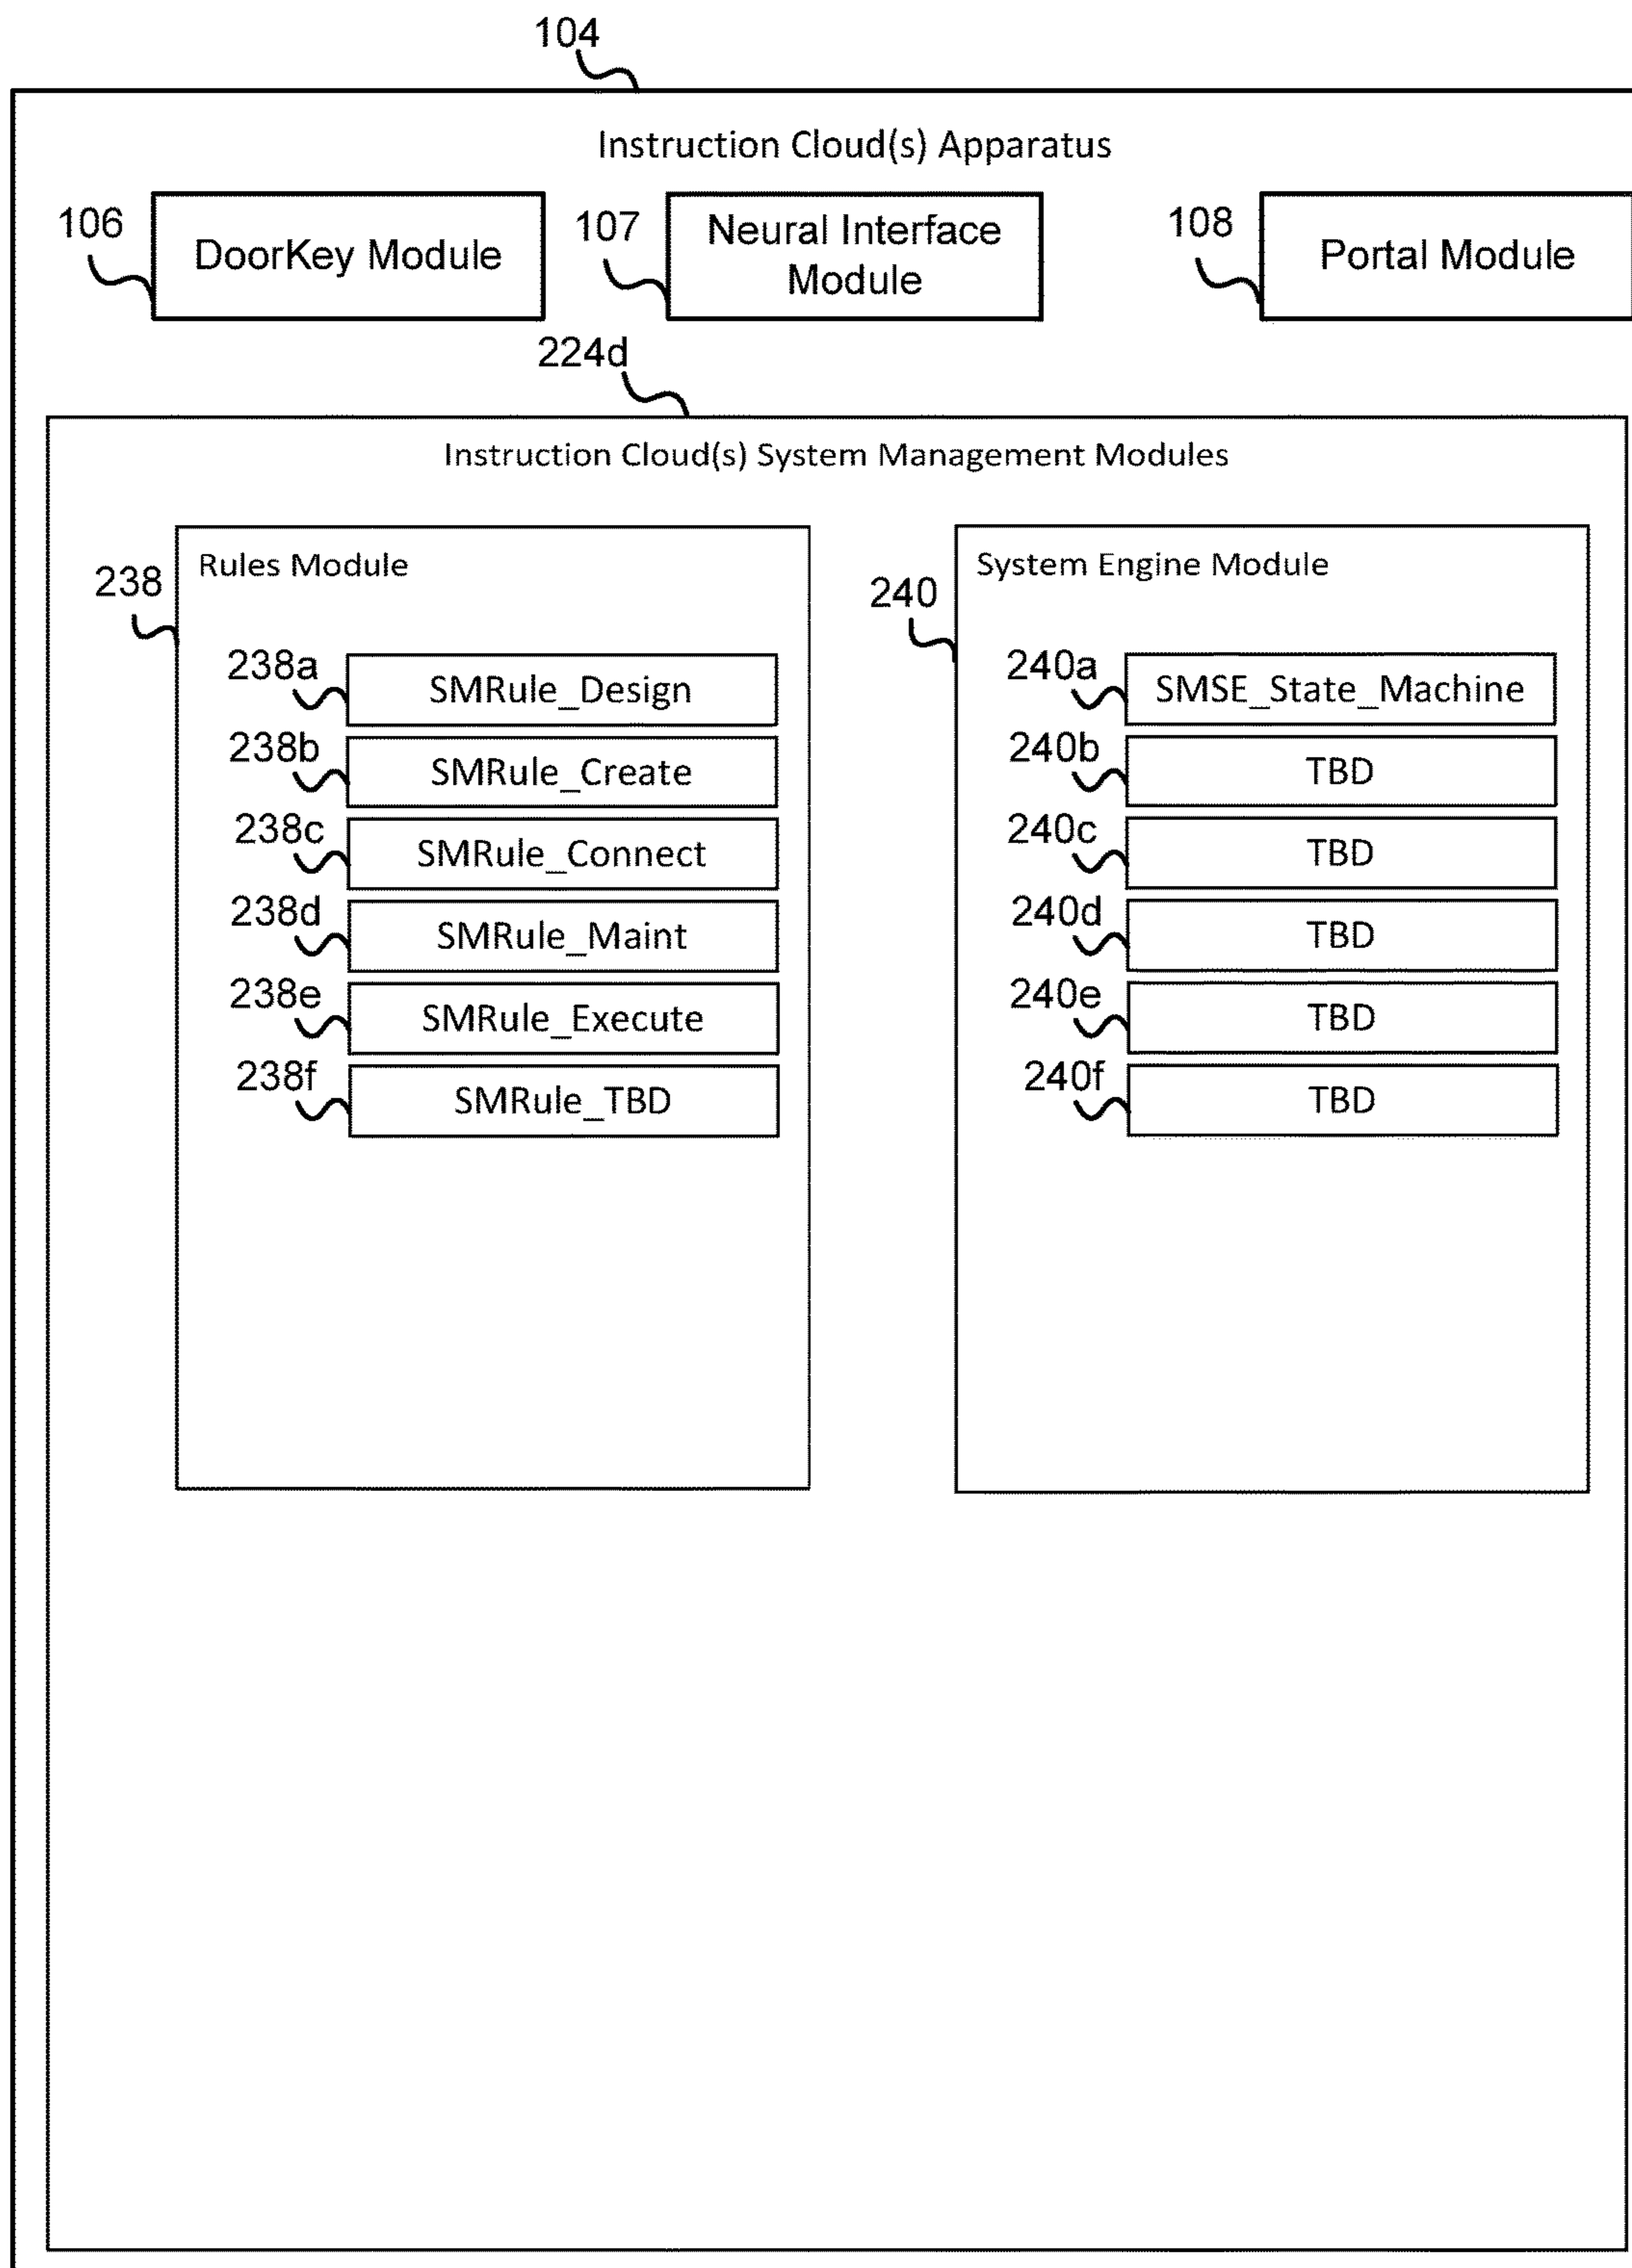 104
Instruction Cloud(s) Apparatus
106
DoorKey Module
107
Neural Interface
Module
108
Portal Module
224d
Instruction Cloud(s) System Management Modules
238
Rules Module
238a
SMRule_Design
238b
SMRule_Create
238c
SMRule_Connect
238d
SMRule_Maint
238e
SMRule_Execute
238f
SMRule_TBD
240
System Engine Module
240a
SMSE_State_Machine
240b
TBD
240c
TBD
240d
TBD
240e
TBD
240f
TBD